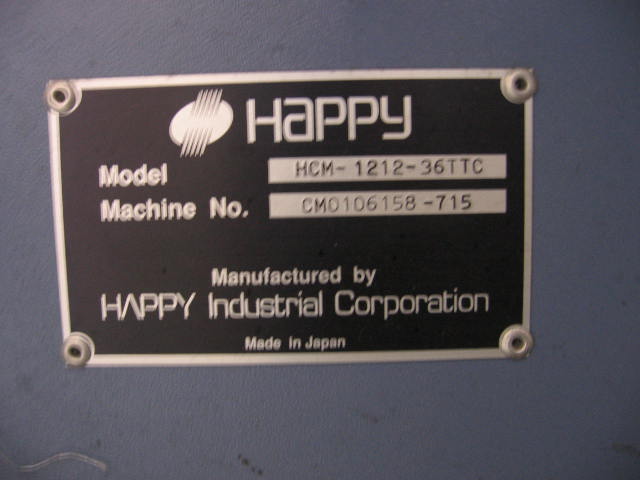 Happy
Model HCM-1212-36TTC
Machine No. CM0106158-715
Manufactured by
HAPPY Industrial Corporation
Made in Japan